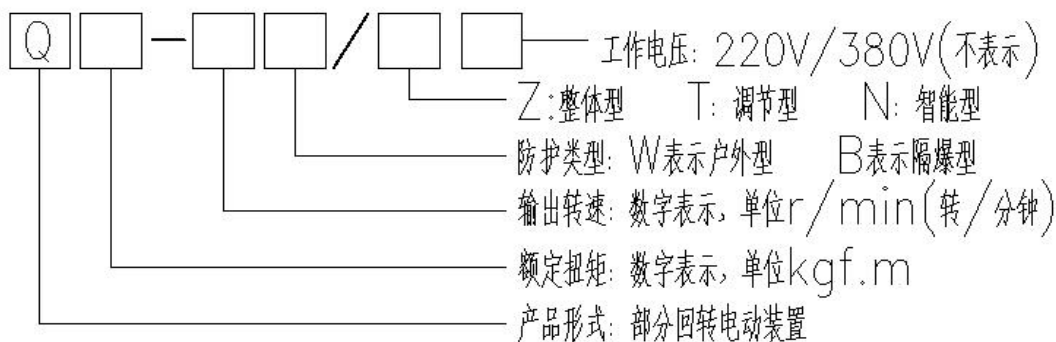 Q - /
工作电压: 220V/380V(不表示)
Z:整体型 T: 调节型 N: 智能型
防护类型: W表示户外型 B表示隔爆型
输出转速: 数字表示, 单位r/min(转/分钟)
额定扭矩: 数字表示, 单位kgf.m
产品形式: 部分回转电动装置